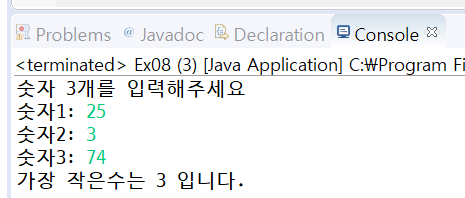 Problems @ Javadoc Declaration Console
<terminated> Ex08 (3) [Java Application] C:₩Program Fi
숫자 3개를 입력해주세요
숫자1: 25
숫자2: 3
숫자3: 74
가장 작은수는 3 입니다.